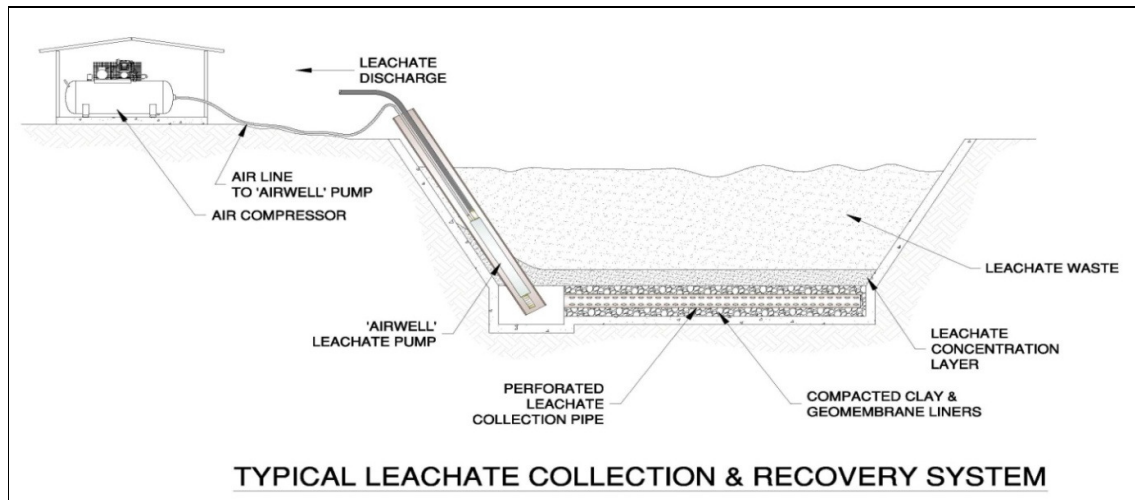 LEACHATE
DISCHARGE
AIR LINE
TO 'AIRWELL' PUMP
AIR COMPRESSOR
LEACHATE WASTE
'AIRWELL'
LEACHATE PUMP
LEACHATE
CONCENTRATION
LAYER
PERFORATED
LEACHATE
COLLECTION PIPE
COMPACTED CLAY &
GEOMEMBRANE LINERS
TYPICAL LEACHATE COLLECTION & RECOVERY SYSTEM